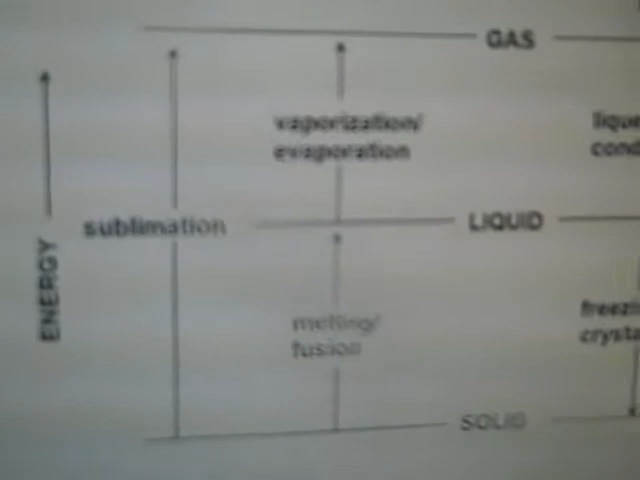 GAS
vaporization/
evaporation
sublimation
LIQUID
ENERGY
melting/
fusion
SOLID